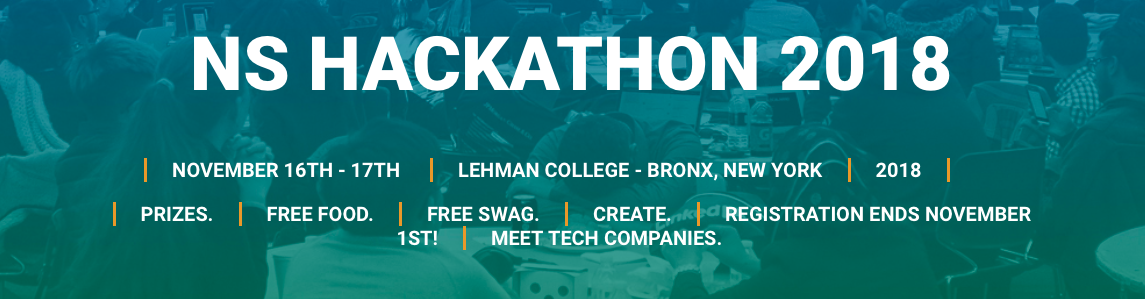 NS HACKATHON 2018
NOVEMBER 16TH - 17TH | LEHMAN COLLEGE - BRONX, NEW YORK | 2018
PRIZES. | FREE FOOD. | FREE SWAG. | CREATE. | REGISTRATION ENDS NOVEMBER
1ST! | MEET TECH COMPANIES.